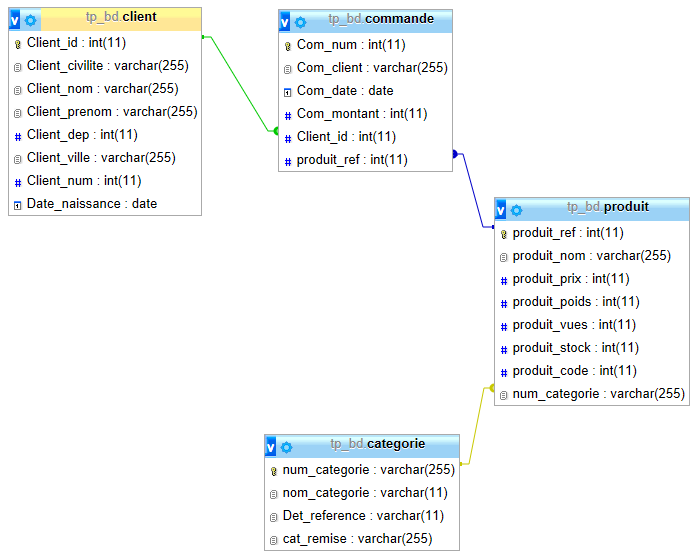 tp_bd.client
Client_id : int(11)
Client_civilite : varchar(255)
Client_nom : varchar(255)
Client_prenom : varchar(255)
Client_dep : int(11)
Client_ville : varchar(255)
Client_num : int(11)
Date_naissance : date
tp_bd.commande
Com_num : int(11)
Com_client : varchar(255)
Com_date : date
Com_montant : int(11)
Client_id : int(11)
produit_ref : int(11)
tp_bd.produit
produit_ref : int(11)
produit_nom : varchar(255)
produit_prix : int(11)
produit_poids : int(11)
produit_vues : int(11)
produit_stock : int(11)
produit_code : int(11)
num_categorie : varchar(255)
tp_bd.categorie
num_categorie : varchar(255)
nom_categorie : varchar(11)
Det_reference : varchar(11)
cat_remise : varchar(255)